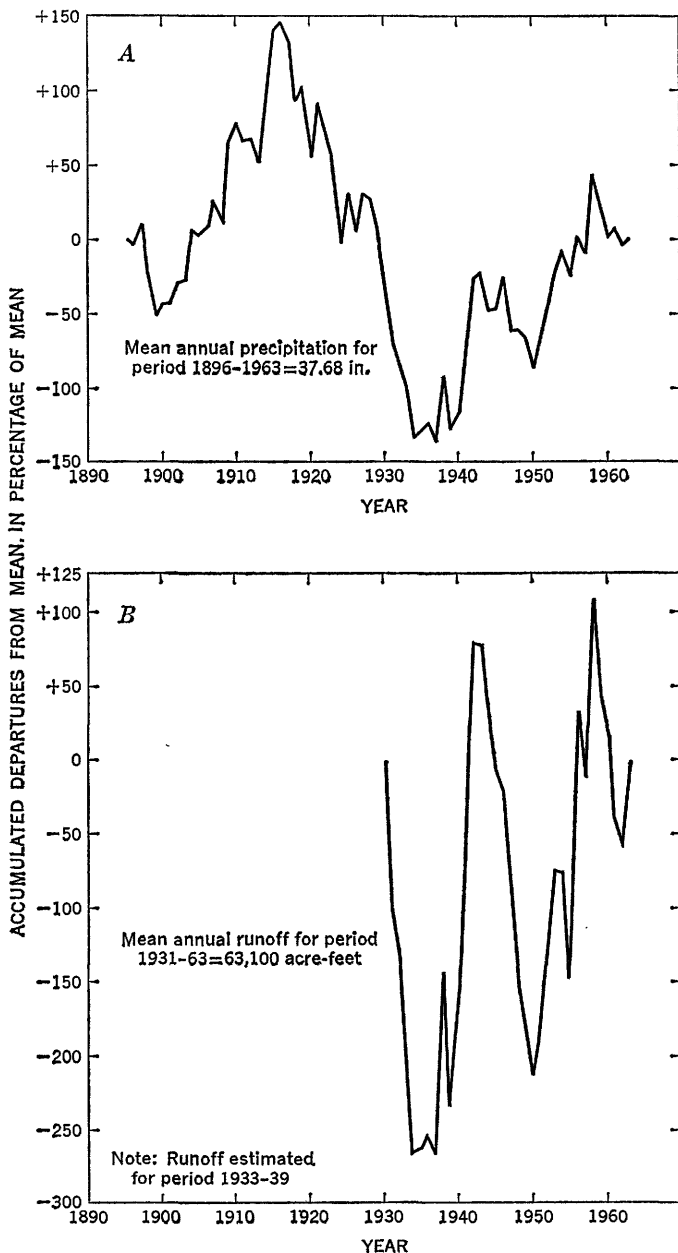 ACCUMULATED DEPARTURES FROM MEAN, IN PERCENTAGE OF MEAN
+150
A
+100
+50
0
−50
Mean annual precipitation for
period 1896–1963=37.68 in.
−100
−150
1890 1900 1910 1920 1930 1940 1950 1960
YEAR
+125
B
+100
+50
0
−50
−100
Mean annual runoff for period
1931–63=63,100 acre-feet
−150
−200
−250
Note: Runoff estimated
for period 1933–39
−300
1890 1900 1910 1920 1930 1940 1950 1960
YEAR